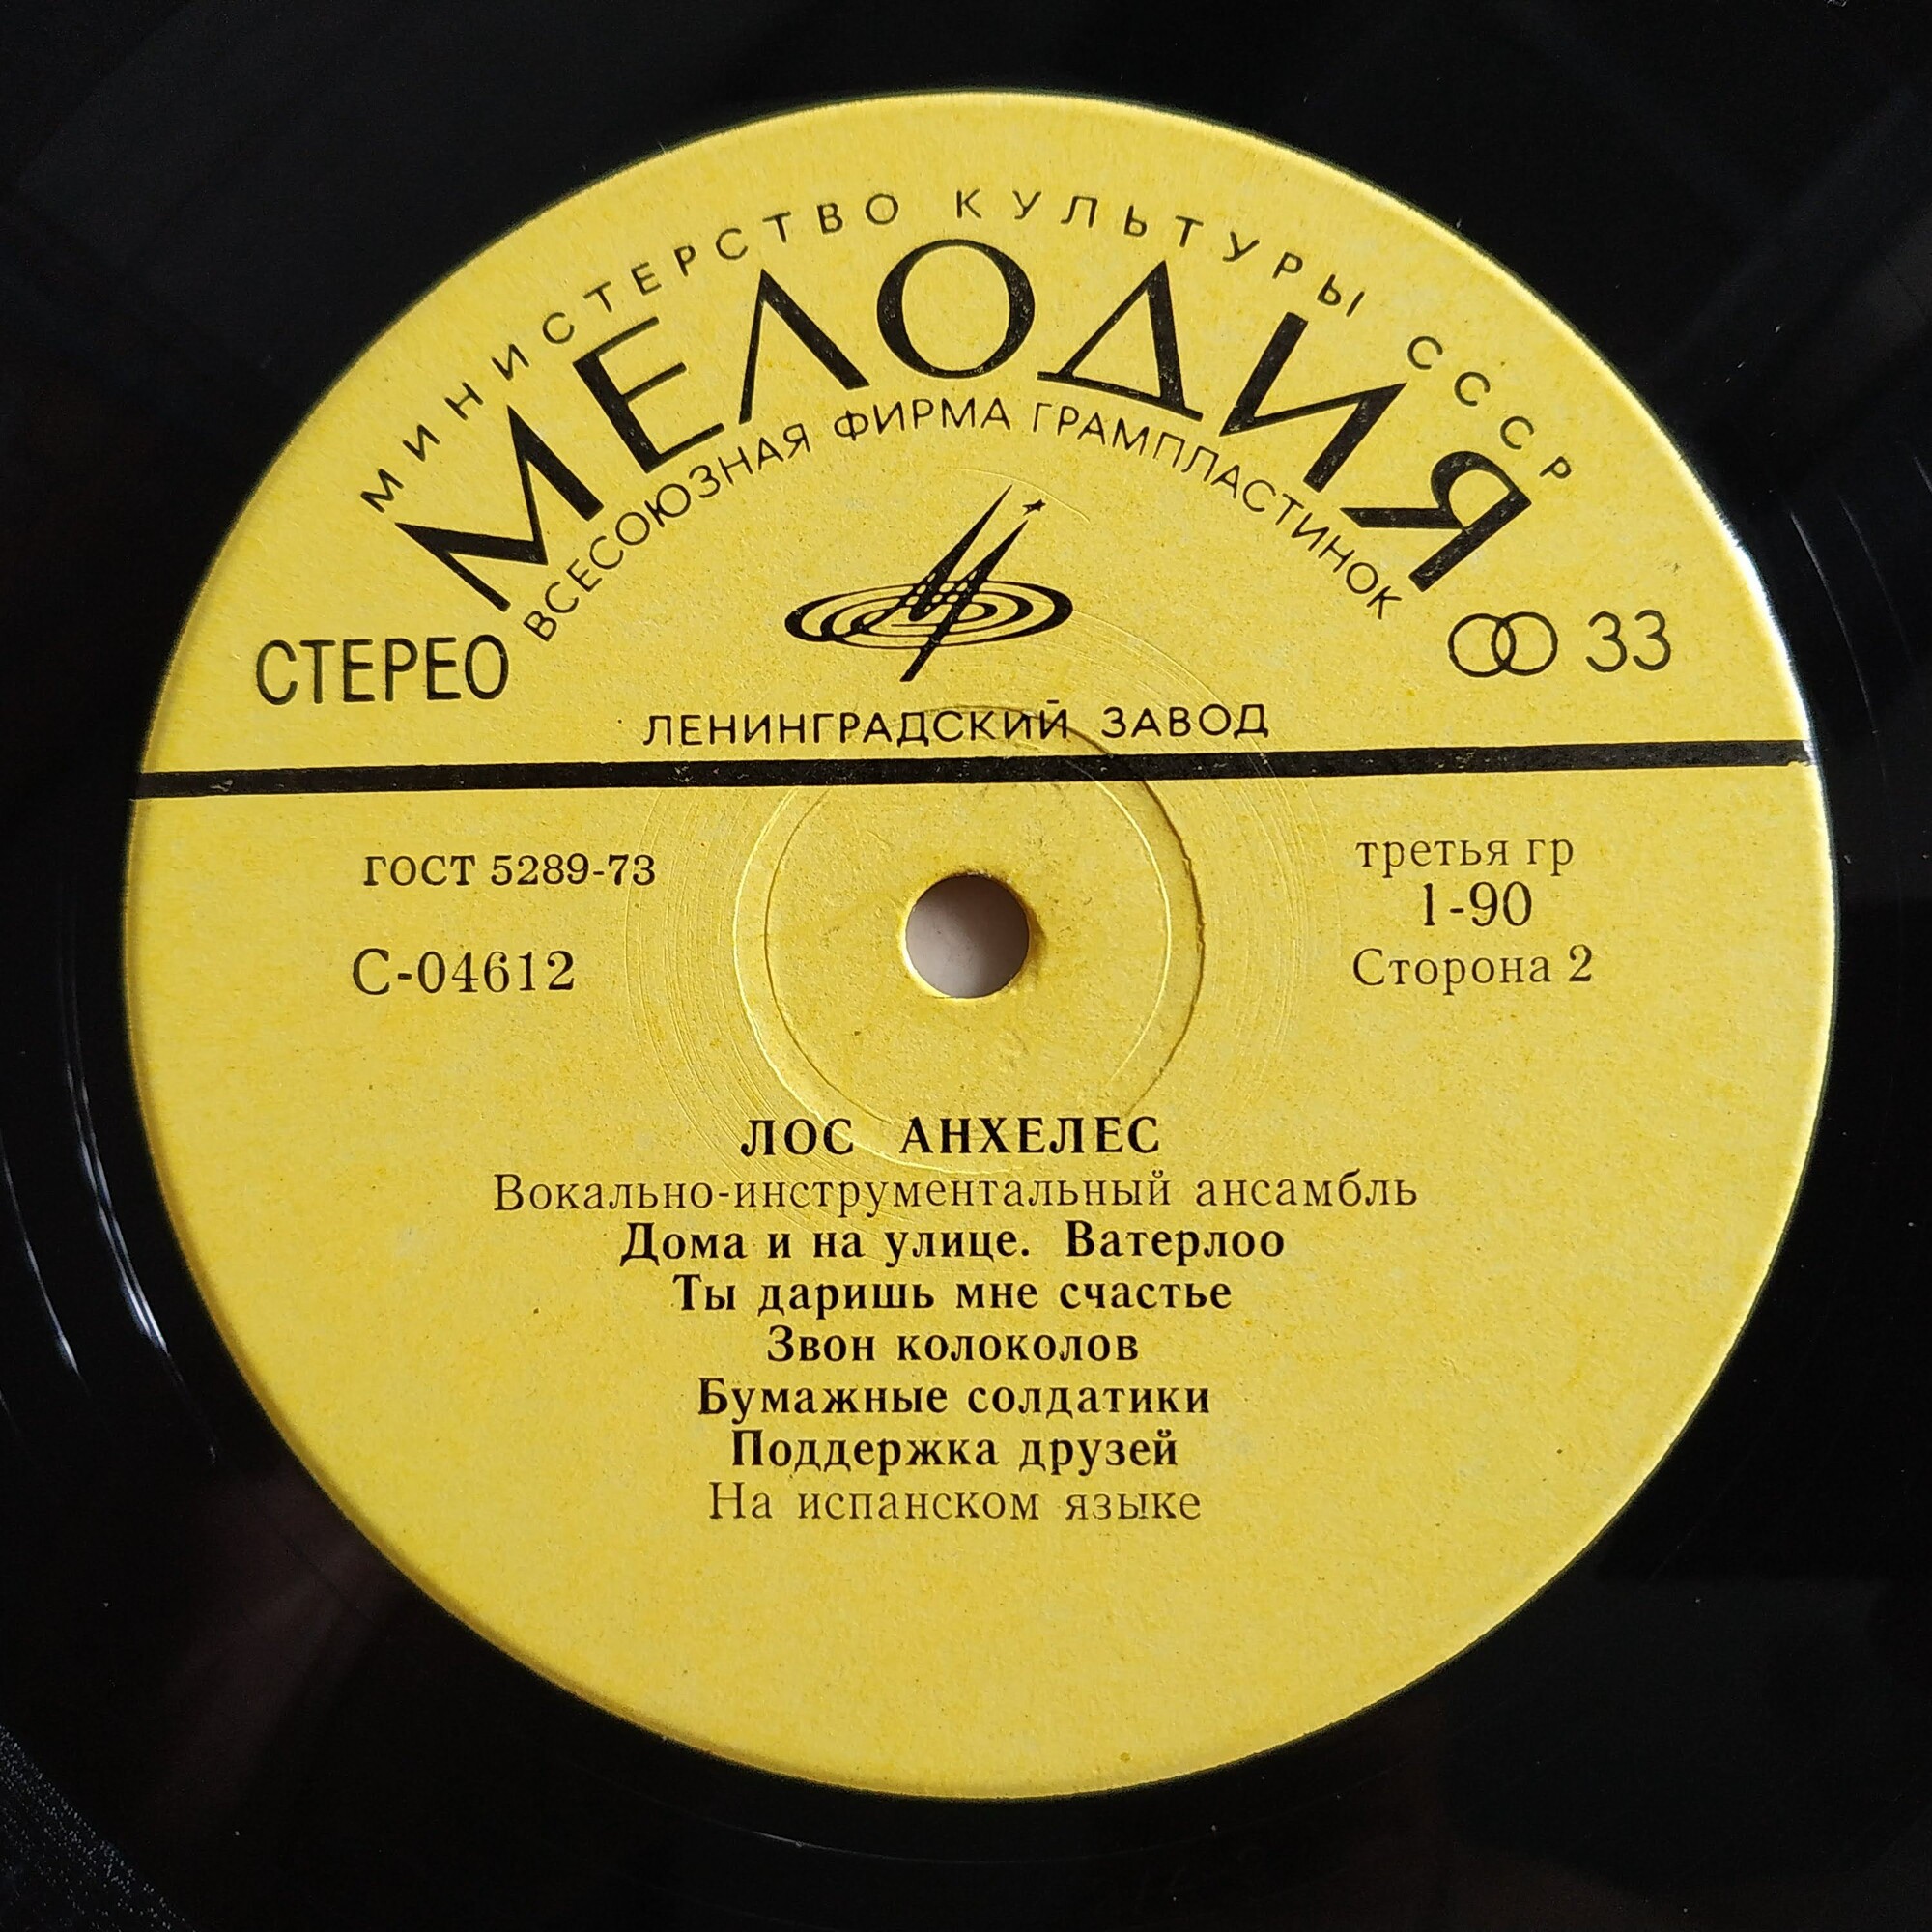 МИНИСТЕРСТВО КУЛЬТУРЫ СССР
МЕЛОДИЯ
ВСЕСОЮЗНАЯ ФИРМА ГРАМПЛАСТИНОК
СТЕРЕО
33
ЛЕНИНГРАДСКИЙ ЗАВОД
ГОСТ 5289-73
С-04612
третья гр
1-90
Сторона 2
ЛОС АНХЕЛЕС
Вокально-инструментальный ансамбль
Дома и на улице. Ватерлоо
Ты даришь мне счастье
Звон колоколов
Бумажные солдатики
Поддержка друзей
На испанском языке